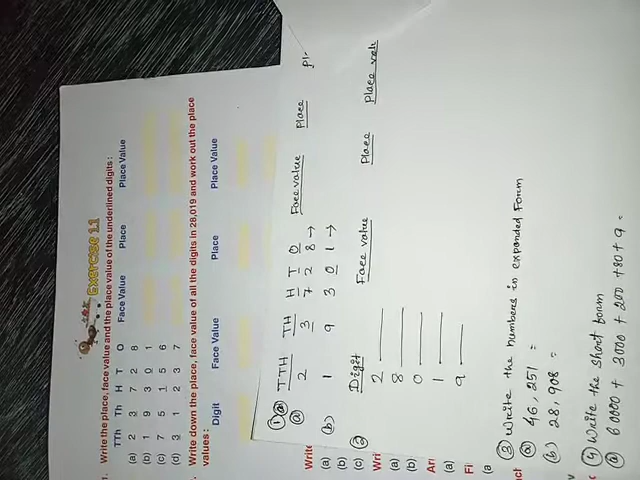 Exercise 1.1
1. Write the place, face value and the place value of the underlined digits :
TTh Th H T O Face Value Place Place Value
(a) 2 3 7 2 8
(b) 1 9 3 0 1
(c) 7 5 1 5 6
(d) 3 1 2 3 7
Write down the place, face value of all the digits in 28,019 and work out the place
values :
Digit Face Value Place Place Value
Write
(a)
(b)
(c)
Wri
(a)
(b)
(a)
① ⓐ TTH TH H T O Face value Place
ⓐ 2 3 7 2 8 →
(b) 1 9 3 0 1 →
② Digit Face value Place Place valu
2
8
0
1
9
③ Write the numbers in expanded Form
ⓐ 46,251 =
(b) 28,908 =
④ Write the short foam
ⓐ 60000 + 3000 + 200 + 80 + 9 =